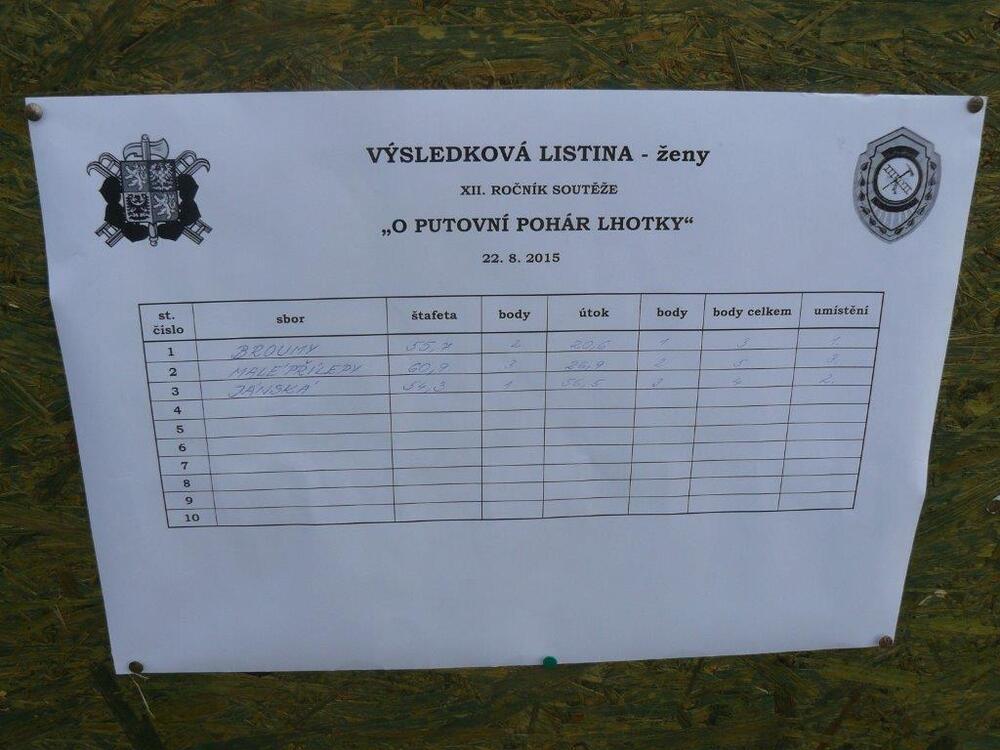 VÝSLEDKOVÁ LISTINA - ženy
XII. ROČNÍK SOUTĚŽE
„O PUTOVNÍ POHÁR LHOTKY“
22. 8. 2015
st. číslo sbor štafeta body útok body body celkem umístění
1 BROUMY 55,7 2 20,6 1 3 1.
2 MALÉ PŘÍLEPY 60,9 3 26,9 2 5 3.
3 JÁNSKÁ 54,3 1 56,5 3 4 2.
4
5
6
7
8
9
10